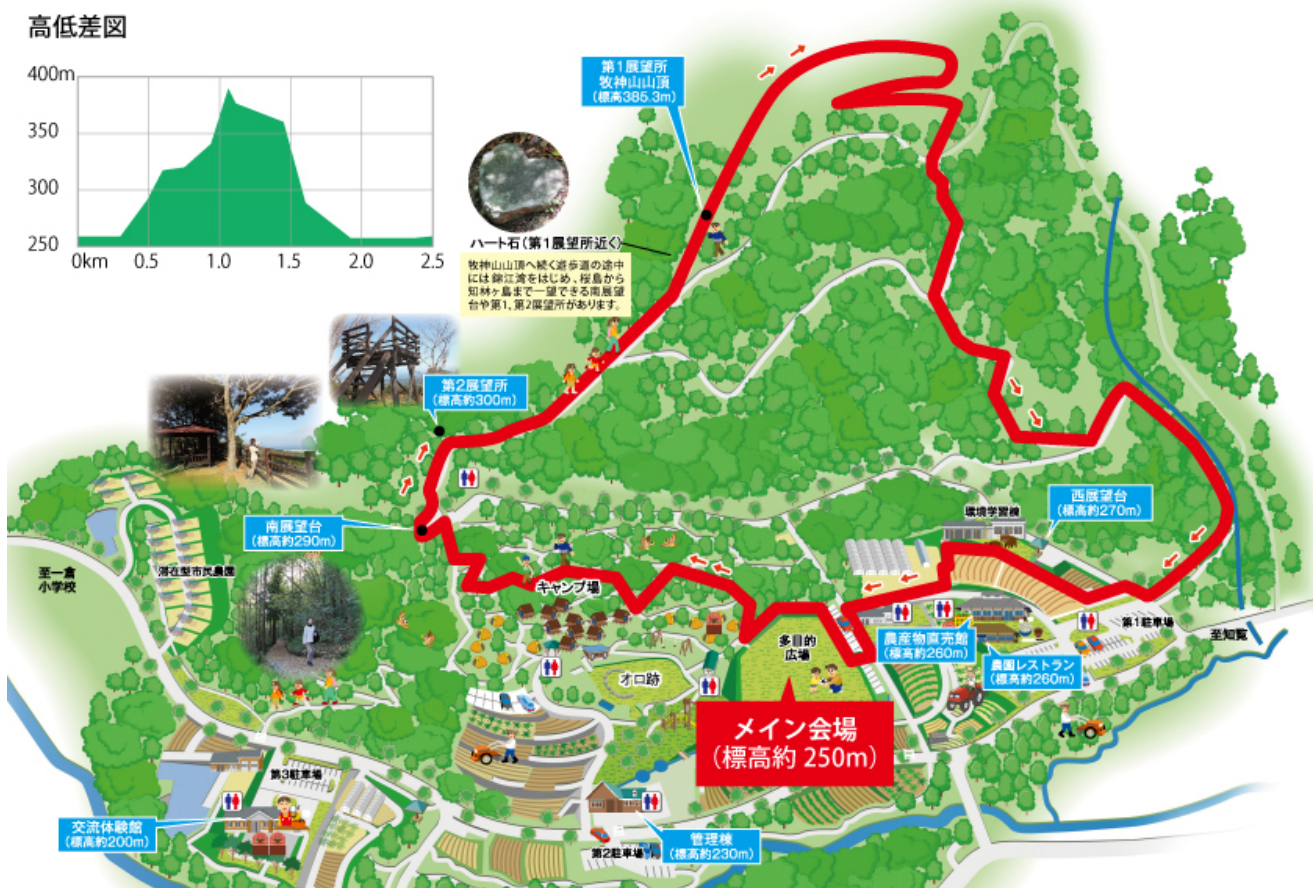 高低差図
400m
350
300
250
0km 0.5 1.0 1.5 2.0 2.5
第1展望所
牧神山山頂
(標高385.3m)
ハート石(第1展望所近く)
牧神山山頂へ続く遊歩道の途中
には錦江湾をはじめ、桜島から
知林ヶ島まで一望できる南展望
台や第1、第2展望所があります。
第2展望所
(標高約300m)
南展望台
(標高約290m)
西展望台
(標高約270m)
環境学習棟
至一倉
小学校
滞在型市民農園
キャンプ場
多目的
広場
農産物直売館
(標高約260m)
農園レストラン
(標高約260m)
第1駐車場
至知覧
オロ跡
メイン会場
(標高約 250m)
第3駐車場
交流体験館
(標高約200m)
第2駐車場
管理棟
(標高約230m)